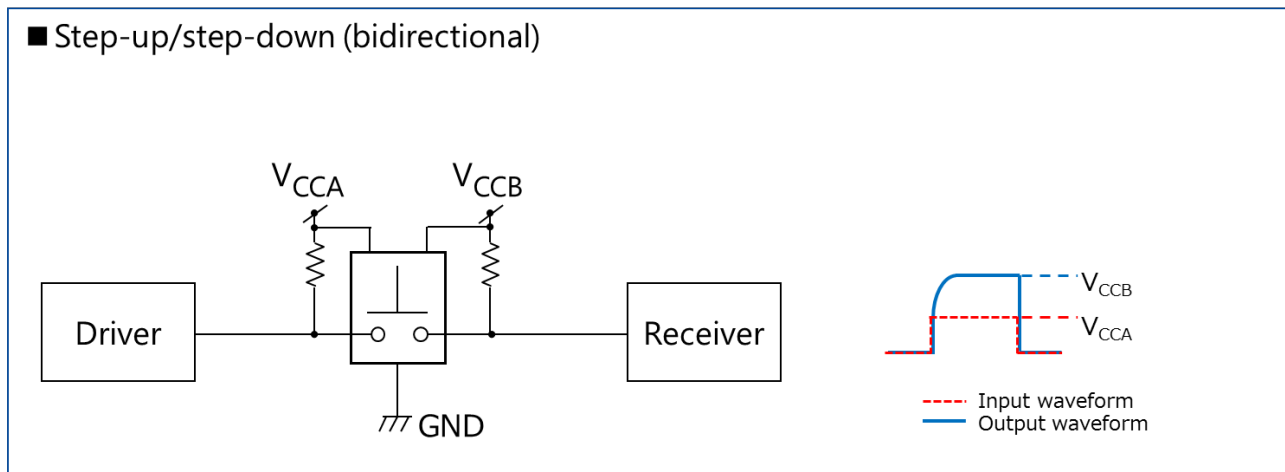 ■ Step-up/step-down (bidirectional)
VCCA
VCCB
Driver
Receiver
GND
VCCB
VCCA
Input waveform
Output waveform